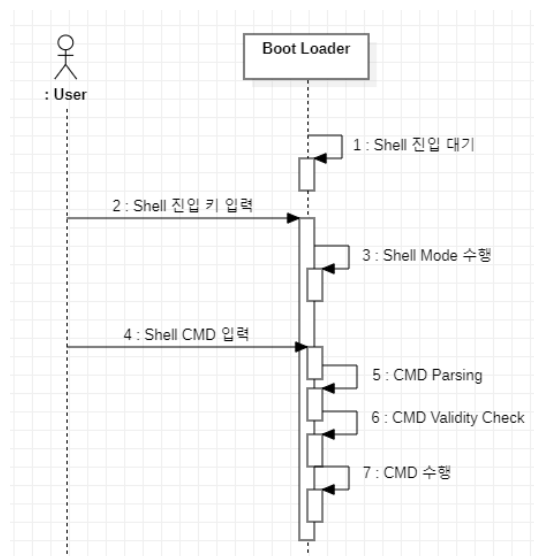 Boot Loader
: User
1 : Shell 진입 대기
2 : Shell 진입 키 입력
3 : Shell Mode 수행
4 : Shell CMD 입력
5 : CMD Parsing
6 : CMD Validity Check
7 : CMD 수행